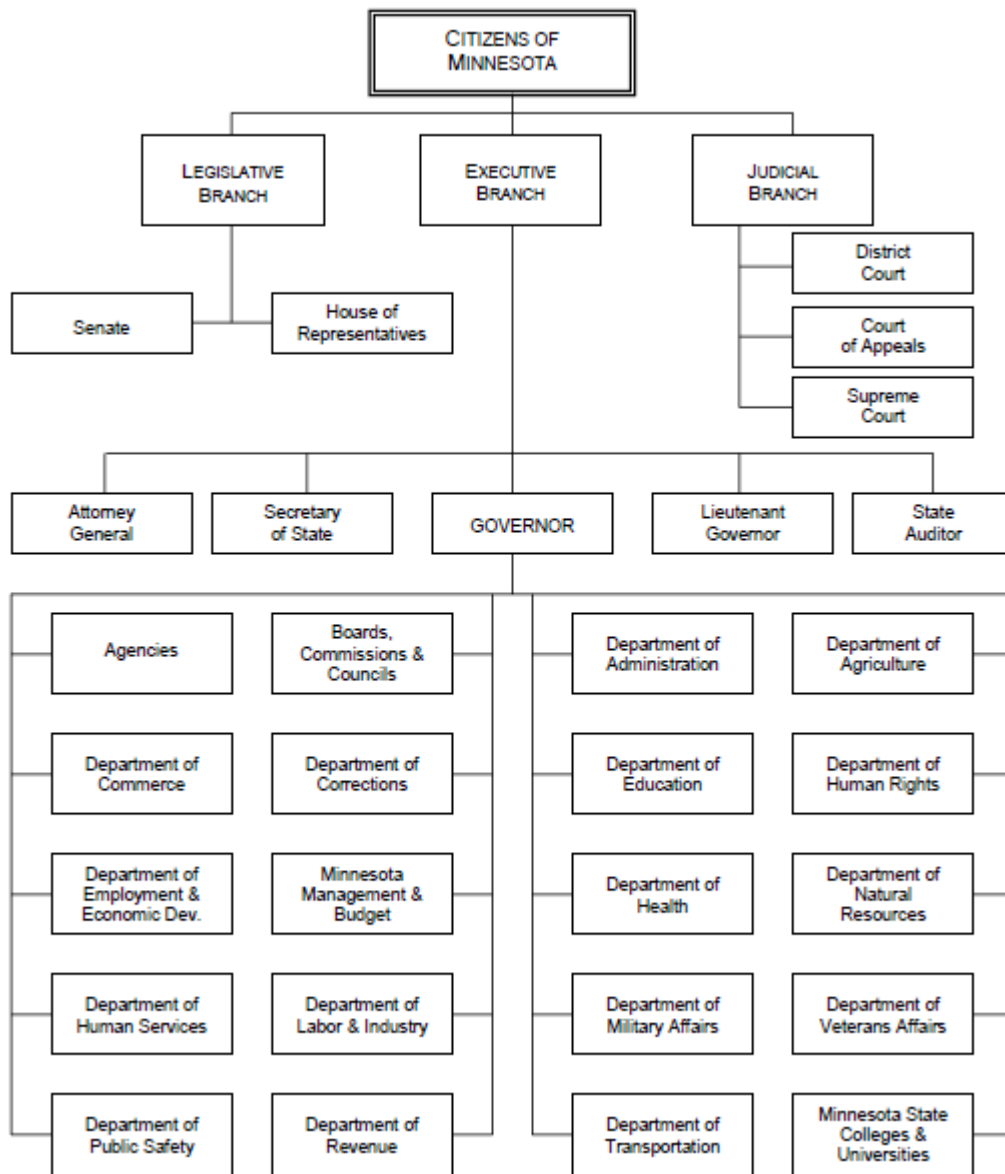 CITIZENS OF
MINNESOTA
LEGISLATIVE
BRANCH
EXECUTIVE
BRANCH
JUDICIAL
BRANCH
District
Court
Senate
House of
Representatives
Court
of Appeals
Supreme
Court
Attorney
General
Secretary
of State
GOVERNOR
Lieutenant
Governor
State
Auditor
Agencies
Boards,
Commissions &
Councils
Department of
Administration
Department of
Agriculture
Department of
Commerce
Department of
Corrections
Department of
Education
Department of
Human Rights
Department of
Employment &
Economic Dev.
Minnesota
Management &
Budget
Department of
Health
Department of
Natural
Resources
Department of
Human Services
Department of
Labor & Industry
Department of
Military Affairs
Department of
Veterans Affairs
Department of
Public Safety
Department of
Revenue
Department of
Transportation
Minnesota State
Colleges &
Universities